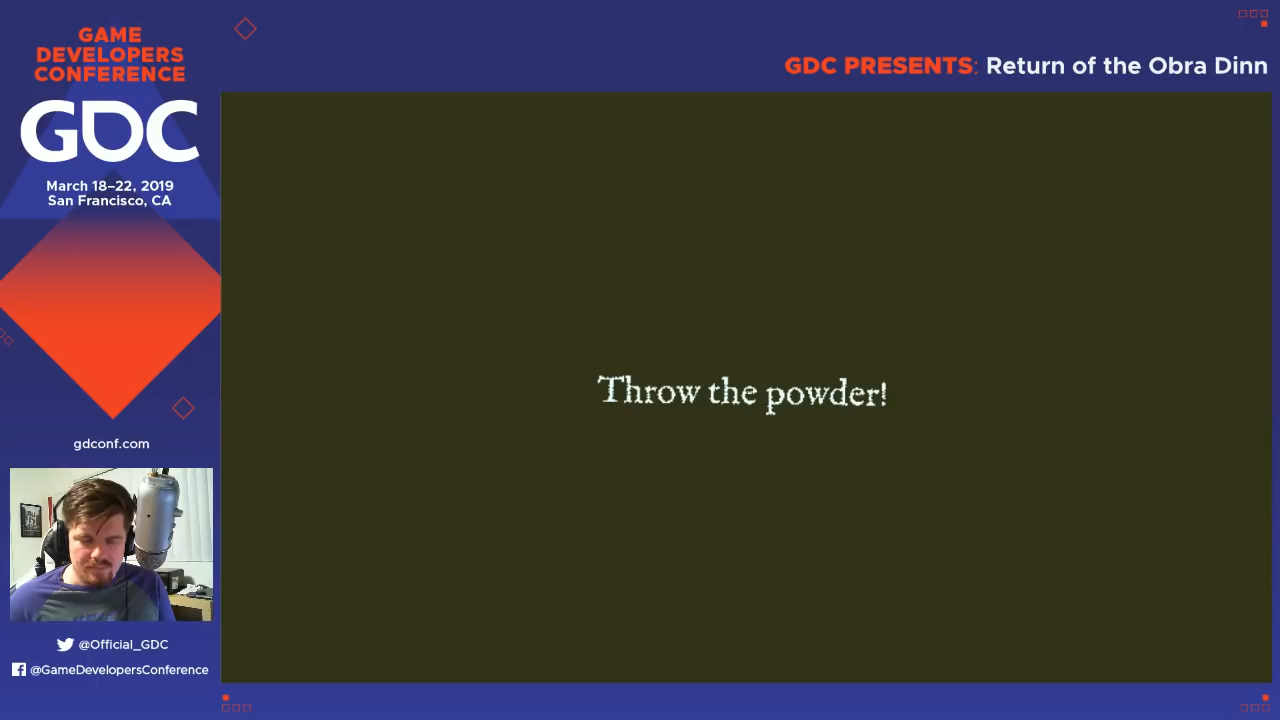 GAME
DEVELOPERS
CONFERENCE
GDC
March 18–22, 2019
San Francisco, CA
gdconf.com
@Official_GDC
@GameDevelopersConference
GDC PRESENTS: Return of the Obra Dinn
Throw the powder!